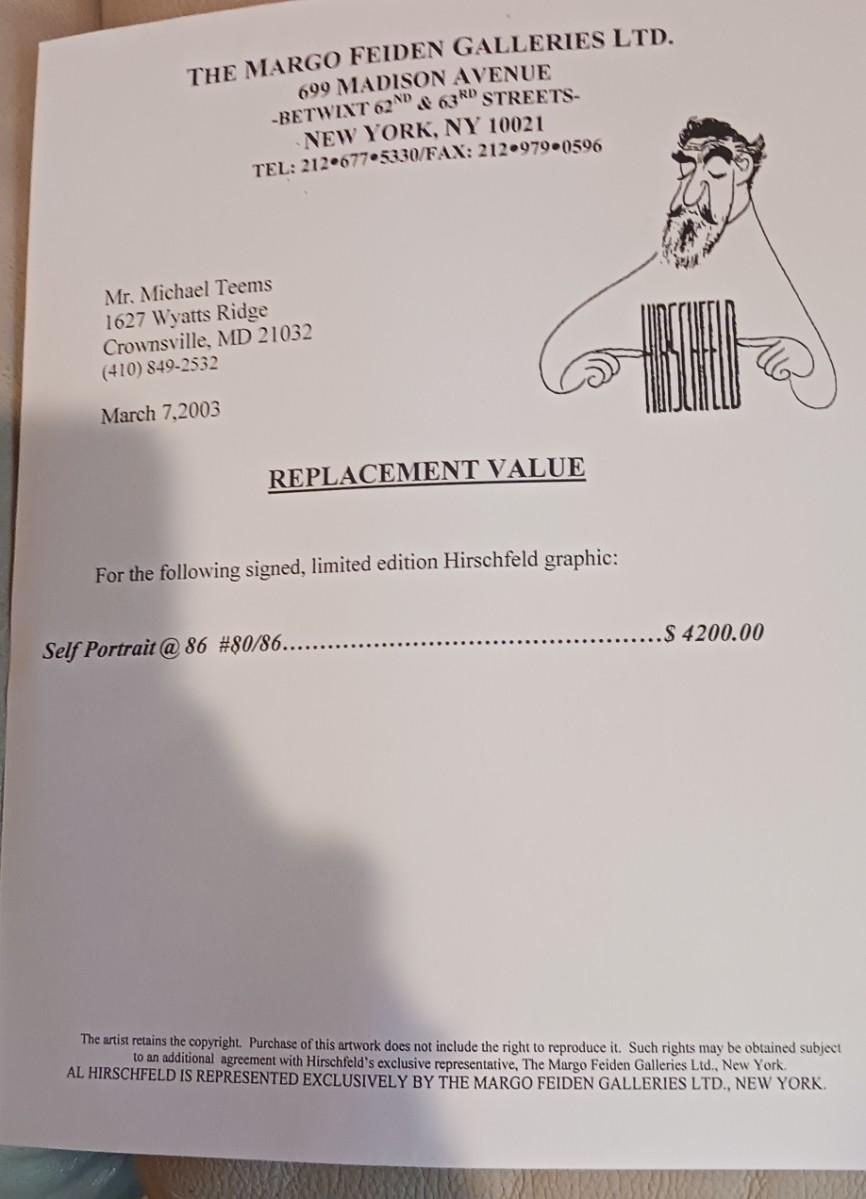 THE MARGO FEIDEN GALLERIES LTD.
699 MADISON AVENUE
-BETWIXT 62ND & 63RD STREETS-
NEW YORK, NY 10021
TEL: 212•677•5330/FAX: 212•979•0596
HIRSCHFELD
Mr. Michael Teems
1627 Wyatts Ridge
Crownsville, MD 21032
(410) 849-2532
March 7,2003
REPLACEMENT VALUE
For the following signed, limited edition Hirschfeld graphic:
Self Portrait @ 86 #80/86..................................................$ 4200.00
The artist retains the copyright. Purchase of this artwork does not include the right to reproduce it. Such rights may be obtained subject
to an additional agreement with Hirschfeld's exclusive representative, The Margo Feiden Galleries Ltd., New York.
AL HIRSCHFELD IS REPRESENTED EXCLUSIVELY BY THE MARGO FEIDEN GALLERIES LTD., NEW YORK.